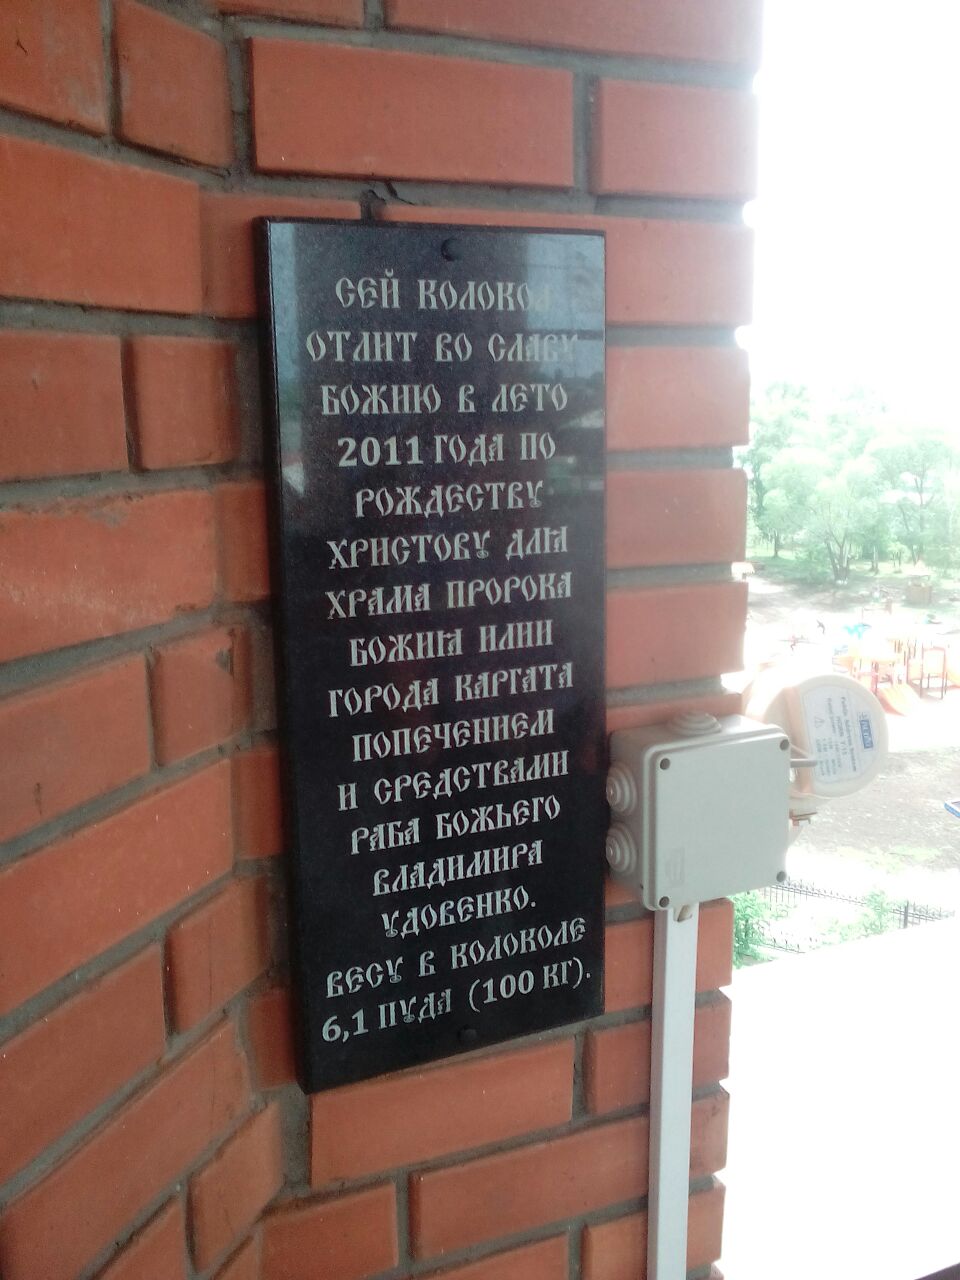 СЕЙ КОЛОКОЛ
ОТЛИТ ВО СЛАВУ
БОЖИЮ В ЛЕТО
2011 ГОДА ПО
РОЖДЕСТВУ
ХРИСТОВУ ДЛЯ
ХРАМА ПРОРОКА
БОЖИЯ ИЛИИ
ГОРОДА КАРГАТА
ПОПЕЧЕНИЕМ
И СРЕДСТВАМИ
РАБА БОЖЬЕГО
ВЛАДИМИРА
УДОВЕНКО.
ВЕСУ В КОЛОКОЛЕ
6,1 ПУДА (100 КГ).